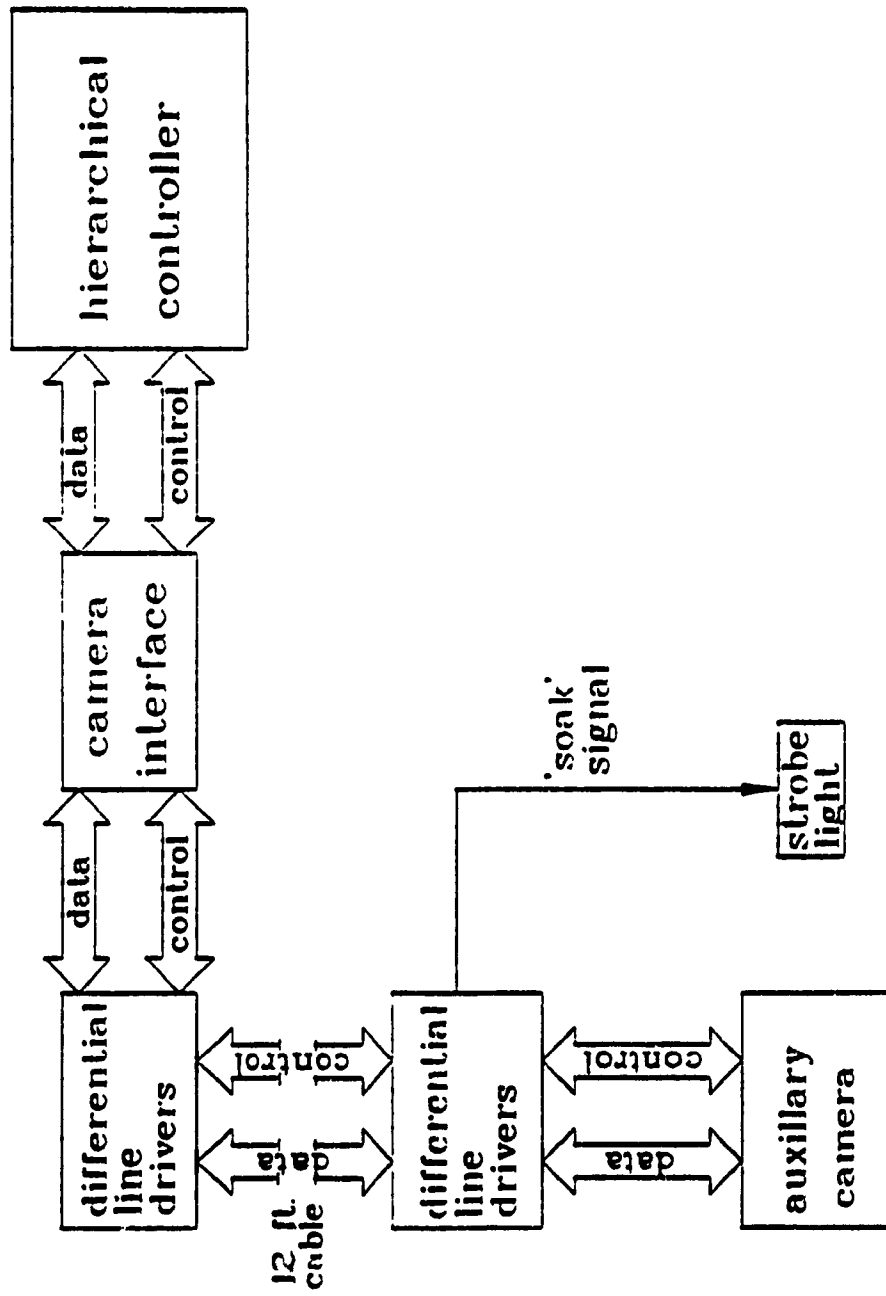 hierarchical
controller
data
control
camera
interface
data
control
differential
line
drivers
control
data
12 ft.
cable
differential
line
drivers
'soak'
signal
strobe
light
control
data
auxillary
camera